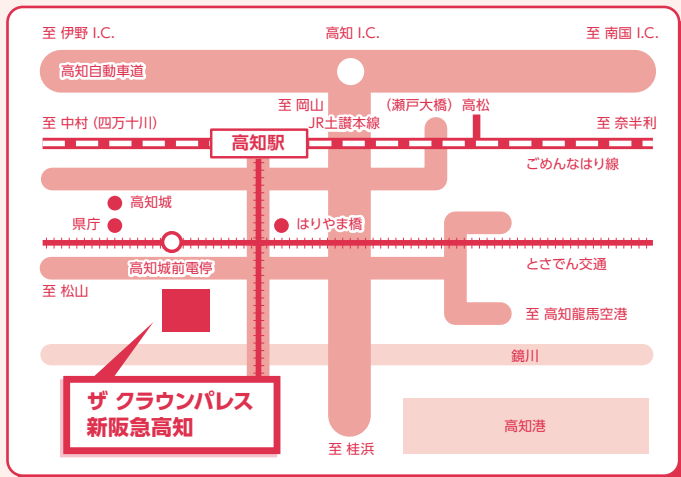 至 伊野 I.C.
高知 I.C.
至 南国 I.C.
高知自動車道
至 岡山
(瀬戸大橋) 高松
至 中村 (四万十川)
JR土讃本線
至 奈半利
高知駅
ごめんなはり線
高知城
県庁
はりやま橋
高知城前電停
とさでん交通
至 松山
至 高知龍馬空港
鏡川
ザ クラウンパレス
新阪急高知
高知港
至 桂浜